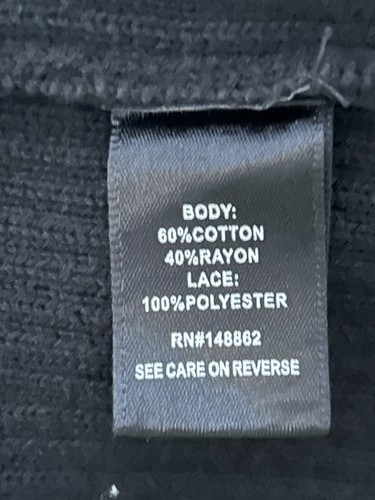 BODY:
60%COTTON
40%RAYON
LACE:
100%POLYESTER
RN#148862
SEE CARE ON REVERSE